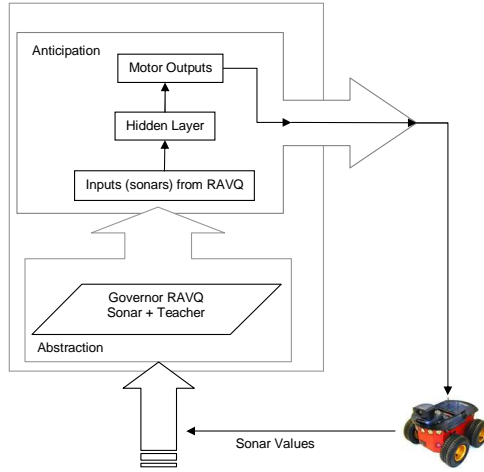 Anticipation
Motor Outputs
Hidden Layer
Inputs (sonars) from RAVQ
Governor RAVQ
Sonar + Teacher
Abstraction
Sonar Values